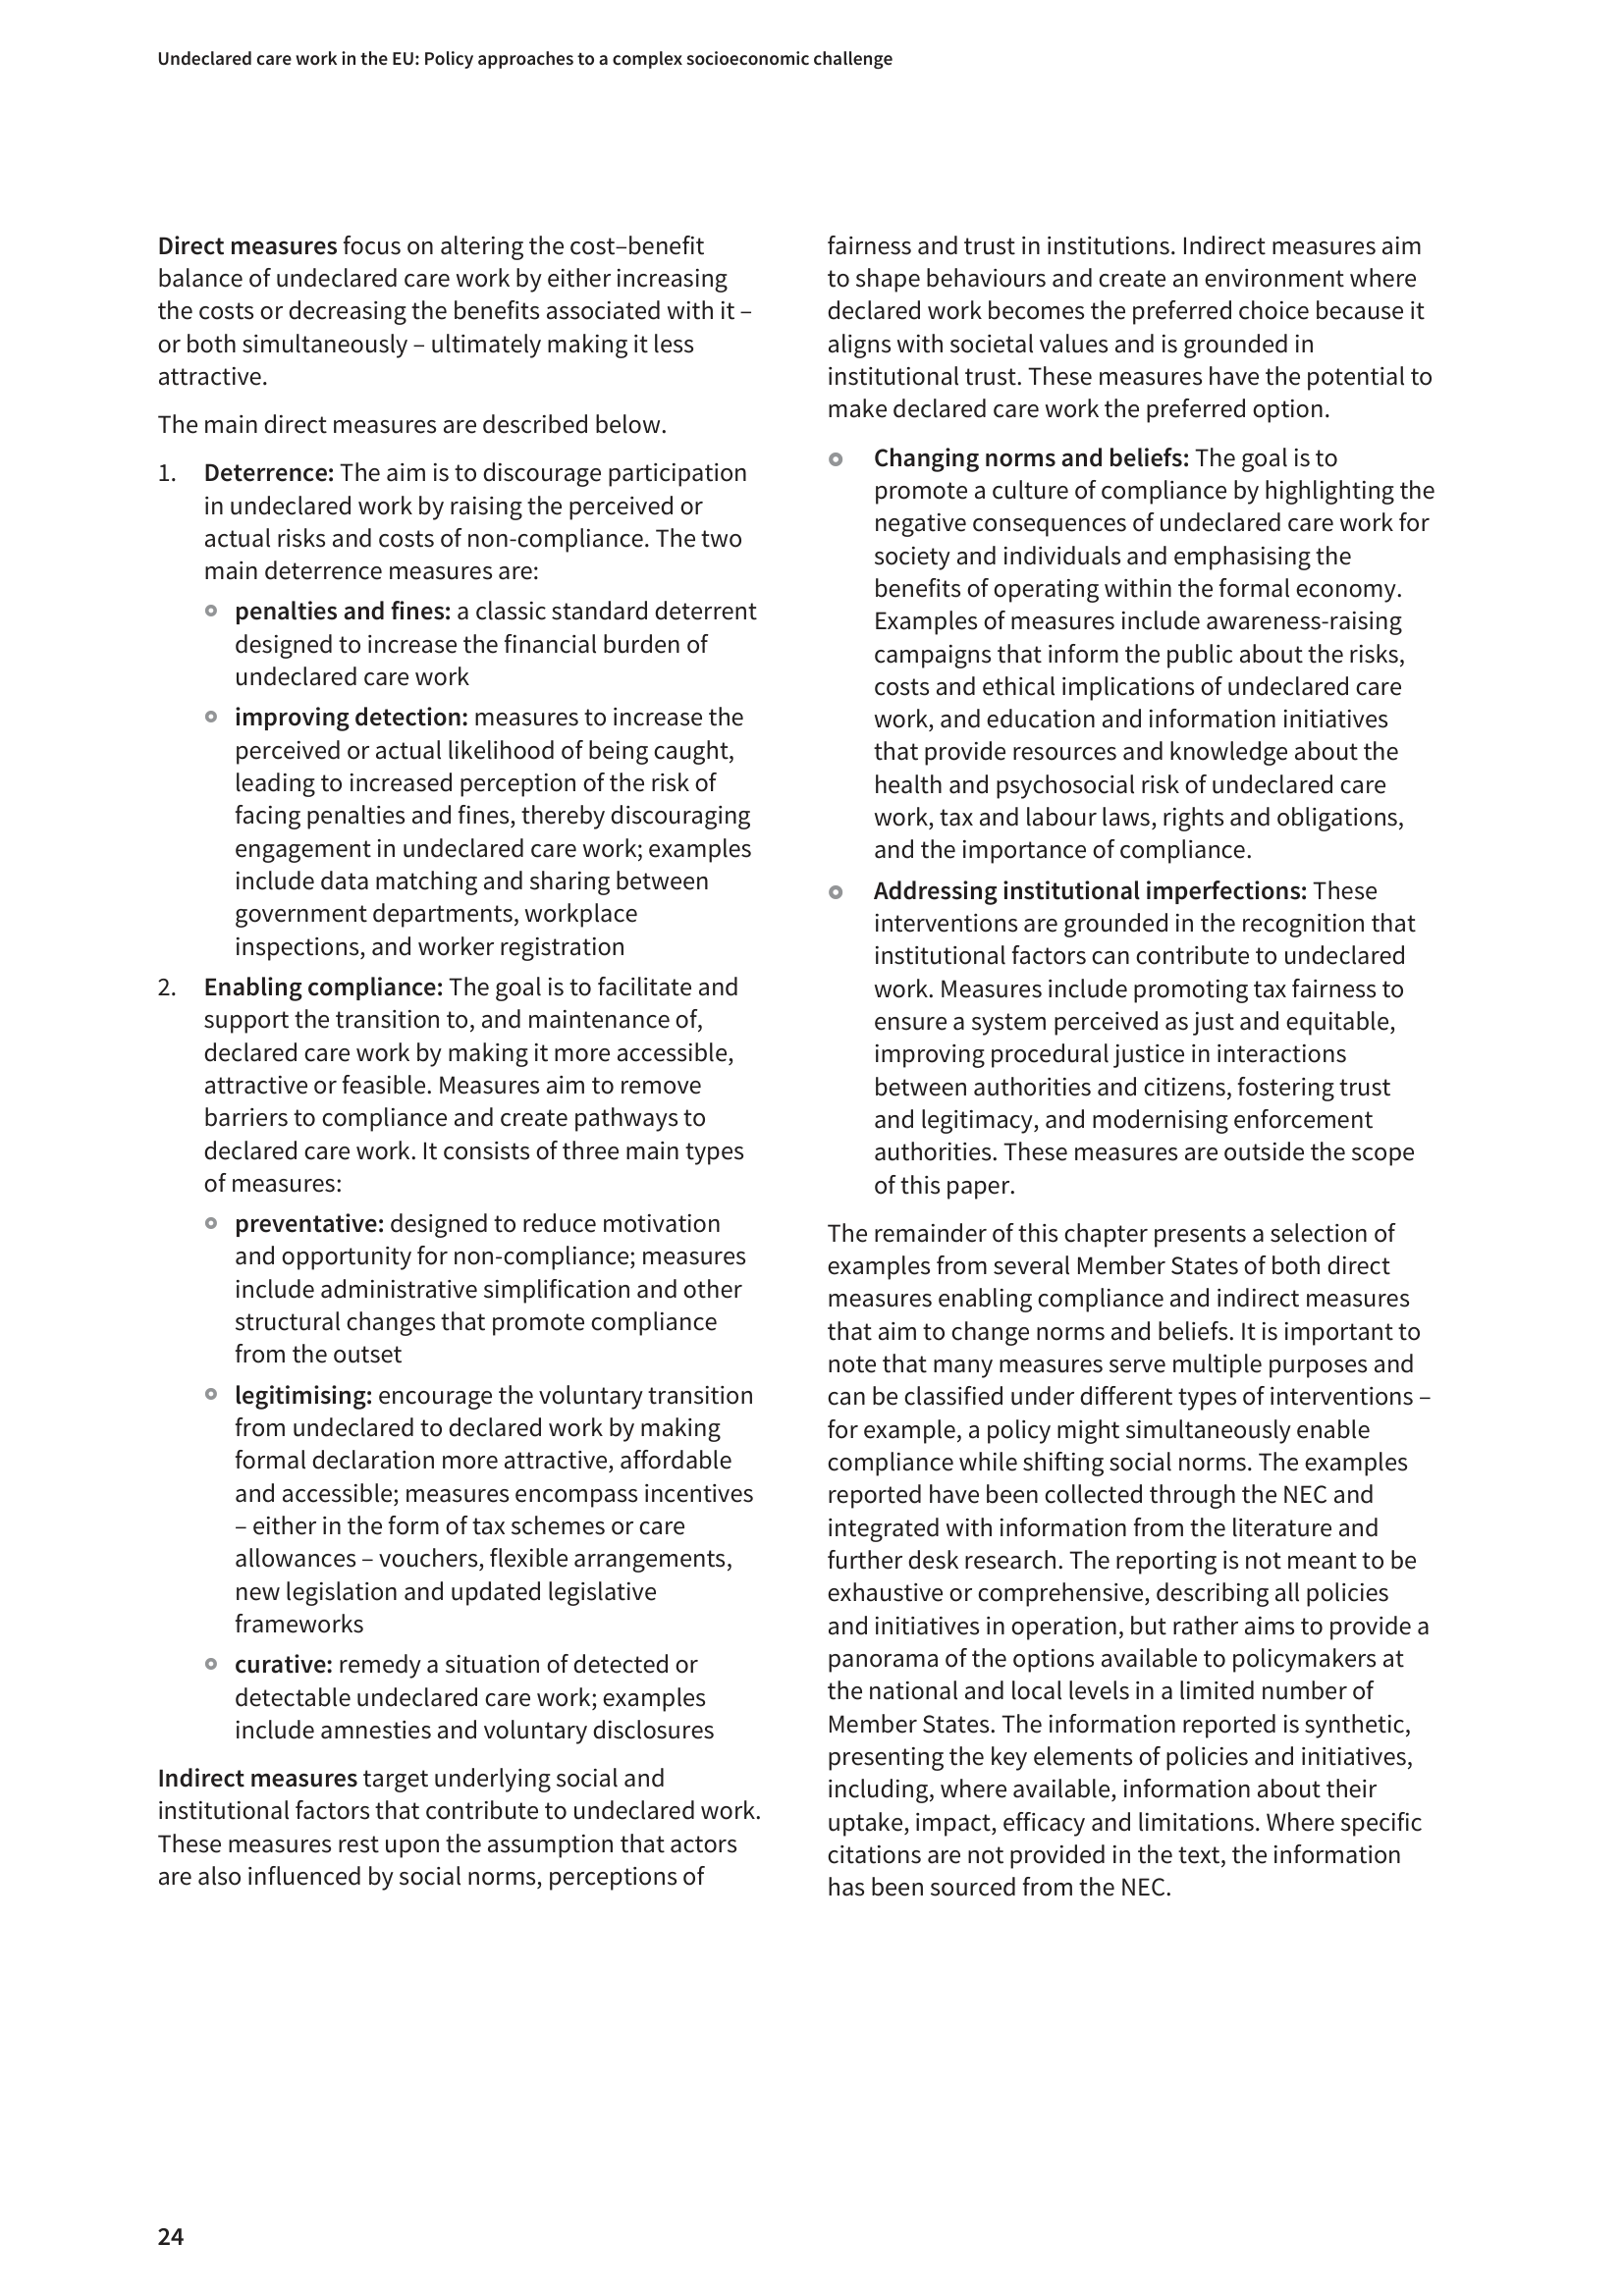 Undeclared care work in the EU: Policy approaches to a complex socioeconomic challenge
Direct measures focus on altering the cost–benefit
balance of undeclared care work by either increasing
the costs or decreasing the benefits associated with it –
or both simultaneously – ultimately making it less
attractive.
The main direct measures are described below.
1. Deterrence: The aim is to discourage participation
in undeclared work by raising the perceived or
actual risks and costs of non-compliance. The two
main deterrence measures are:
penalties and fines: a classic standard deterrent
designed to increase the financial burden of
undeclared care work
improving detection: measures to increase the
perceived or actual likelihood of being caught,
leading to increased perception of the risk of
facing penalties and fines, thereby discouraging
engagement in undeclared care work; examples
include data matching and sharing between
government departments, workplace
inspections, and worker registration
2. Enabling compliance: The goal is to facilitate and
support the transition to, and maintenance of,
declared care work by making it more accessible,
attractive or feasible. Measures aim to remove
barriers to compliance and create pathways to
declared care work. It consists of three main types
of measures:
preventative: designed to reduce motivation
and opportunity for non-compliance; measures
include administrative simplification and other
structural changes that promote compliance
from the outset
legitimising: encourage the voluntary transition
from undeclared to declared work by making
formal declaration more attractive, affordable
and accessible; measures encompass incentives
– either in the form of tax schemes or care
allowances – vouchers, flexible arrangements,
new legislation and updated legislative
frameworks
curative: remedy a situation of detected or
detectable undeclared care work; examples
include amnesties and voluntary disclosures
Indirect measures target underlying social and
institutional factors that contribute to undeclared work.
These measures rest upon the assumption that actors
are also influenced by social norms, perceptions of
fairness and trust in institutions. Indirect measures aim
to shape behaviours and create an environment where
declared work becomes the preferred choice because it
aligns with societal values and is grounded in
institutional trust. These measures have the potential to
make declared care work the preferred option.
Changing norms and beliefs: The goal is to
promote a culture of compliance by highlighting the
negative consequences of undeclared care work for
society and individuals and emphasising the
benefits of operating within the formal economy.
Examples of measures include awareness-raising
campaigns that inform the public about the risks,
costs and ethical implications of undeclared care
work, and education and information initiatives
that provide resources and knowledge about the
health and psychosocial risk of undeclared care
work, tax and labour laws, rights and obligations,
and the importance of compliance.
Addressing institutional imperfections: These
interventions are grounded in the recognition that
institutional factors can contribute to undeclared
work. Measures include promoting tax fairness to
ensure a system perceived as just and equitable,
improving procedural justice in interactions
between authorities and citizens, fostering trust
and legitimacy, and modernising enforcement
authorities. These measures are outside the scope
of this paper.
The remainder of this chapter presents a selection of
examples from several Member States of both direct
measures enabling compliance and indirect measures
that aim to change norms and beliefs. It is important to
note that many measures serve multiple purposes and
can be classified under different types of interventions –
for example, a policy might simultaneously enable
compliance while shifting social norms. The examples
reported have been collected through the NEC and
integrated with information from the literature and
further desk research. The reporting is not meant to be
exhaustive or comprehensive, describing all policies
and initiatives in operation, but rather aims to provide a
panorama of the options available to policymakers at
the national and local levels in a limited number of
Member States. The information reported is synthetic,
presenting the key elements of policies and initiatives,
including, where available, information about their
uptake, impact, efficacy and limitations. Where specific
citations are not provided in the text, the information
has been sourced from the NEC.
24